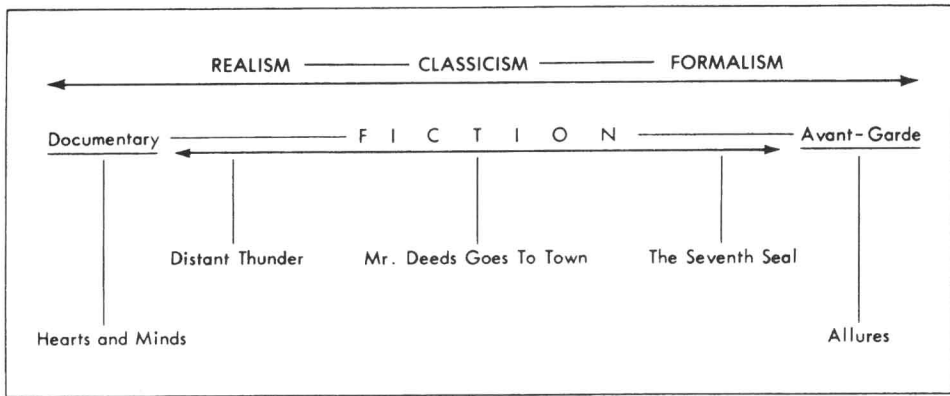 REALISM CLASSICISM FORMALISM
Documentary FICTION Avant-Garde
Distant Thunder Mr. Deeds Goes To Town The Seventh Seal
Hearts and Minds Allures